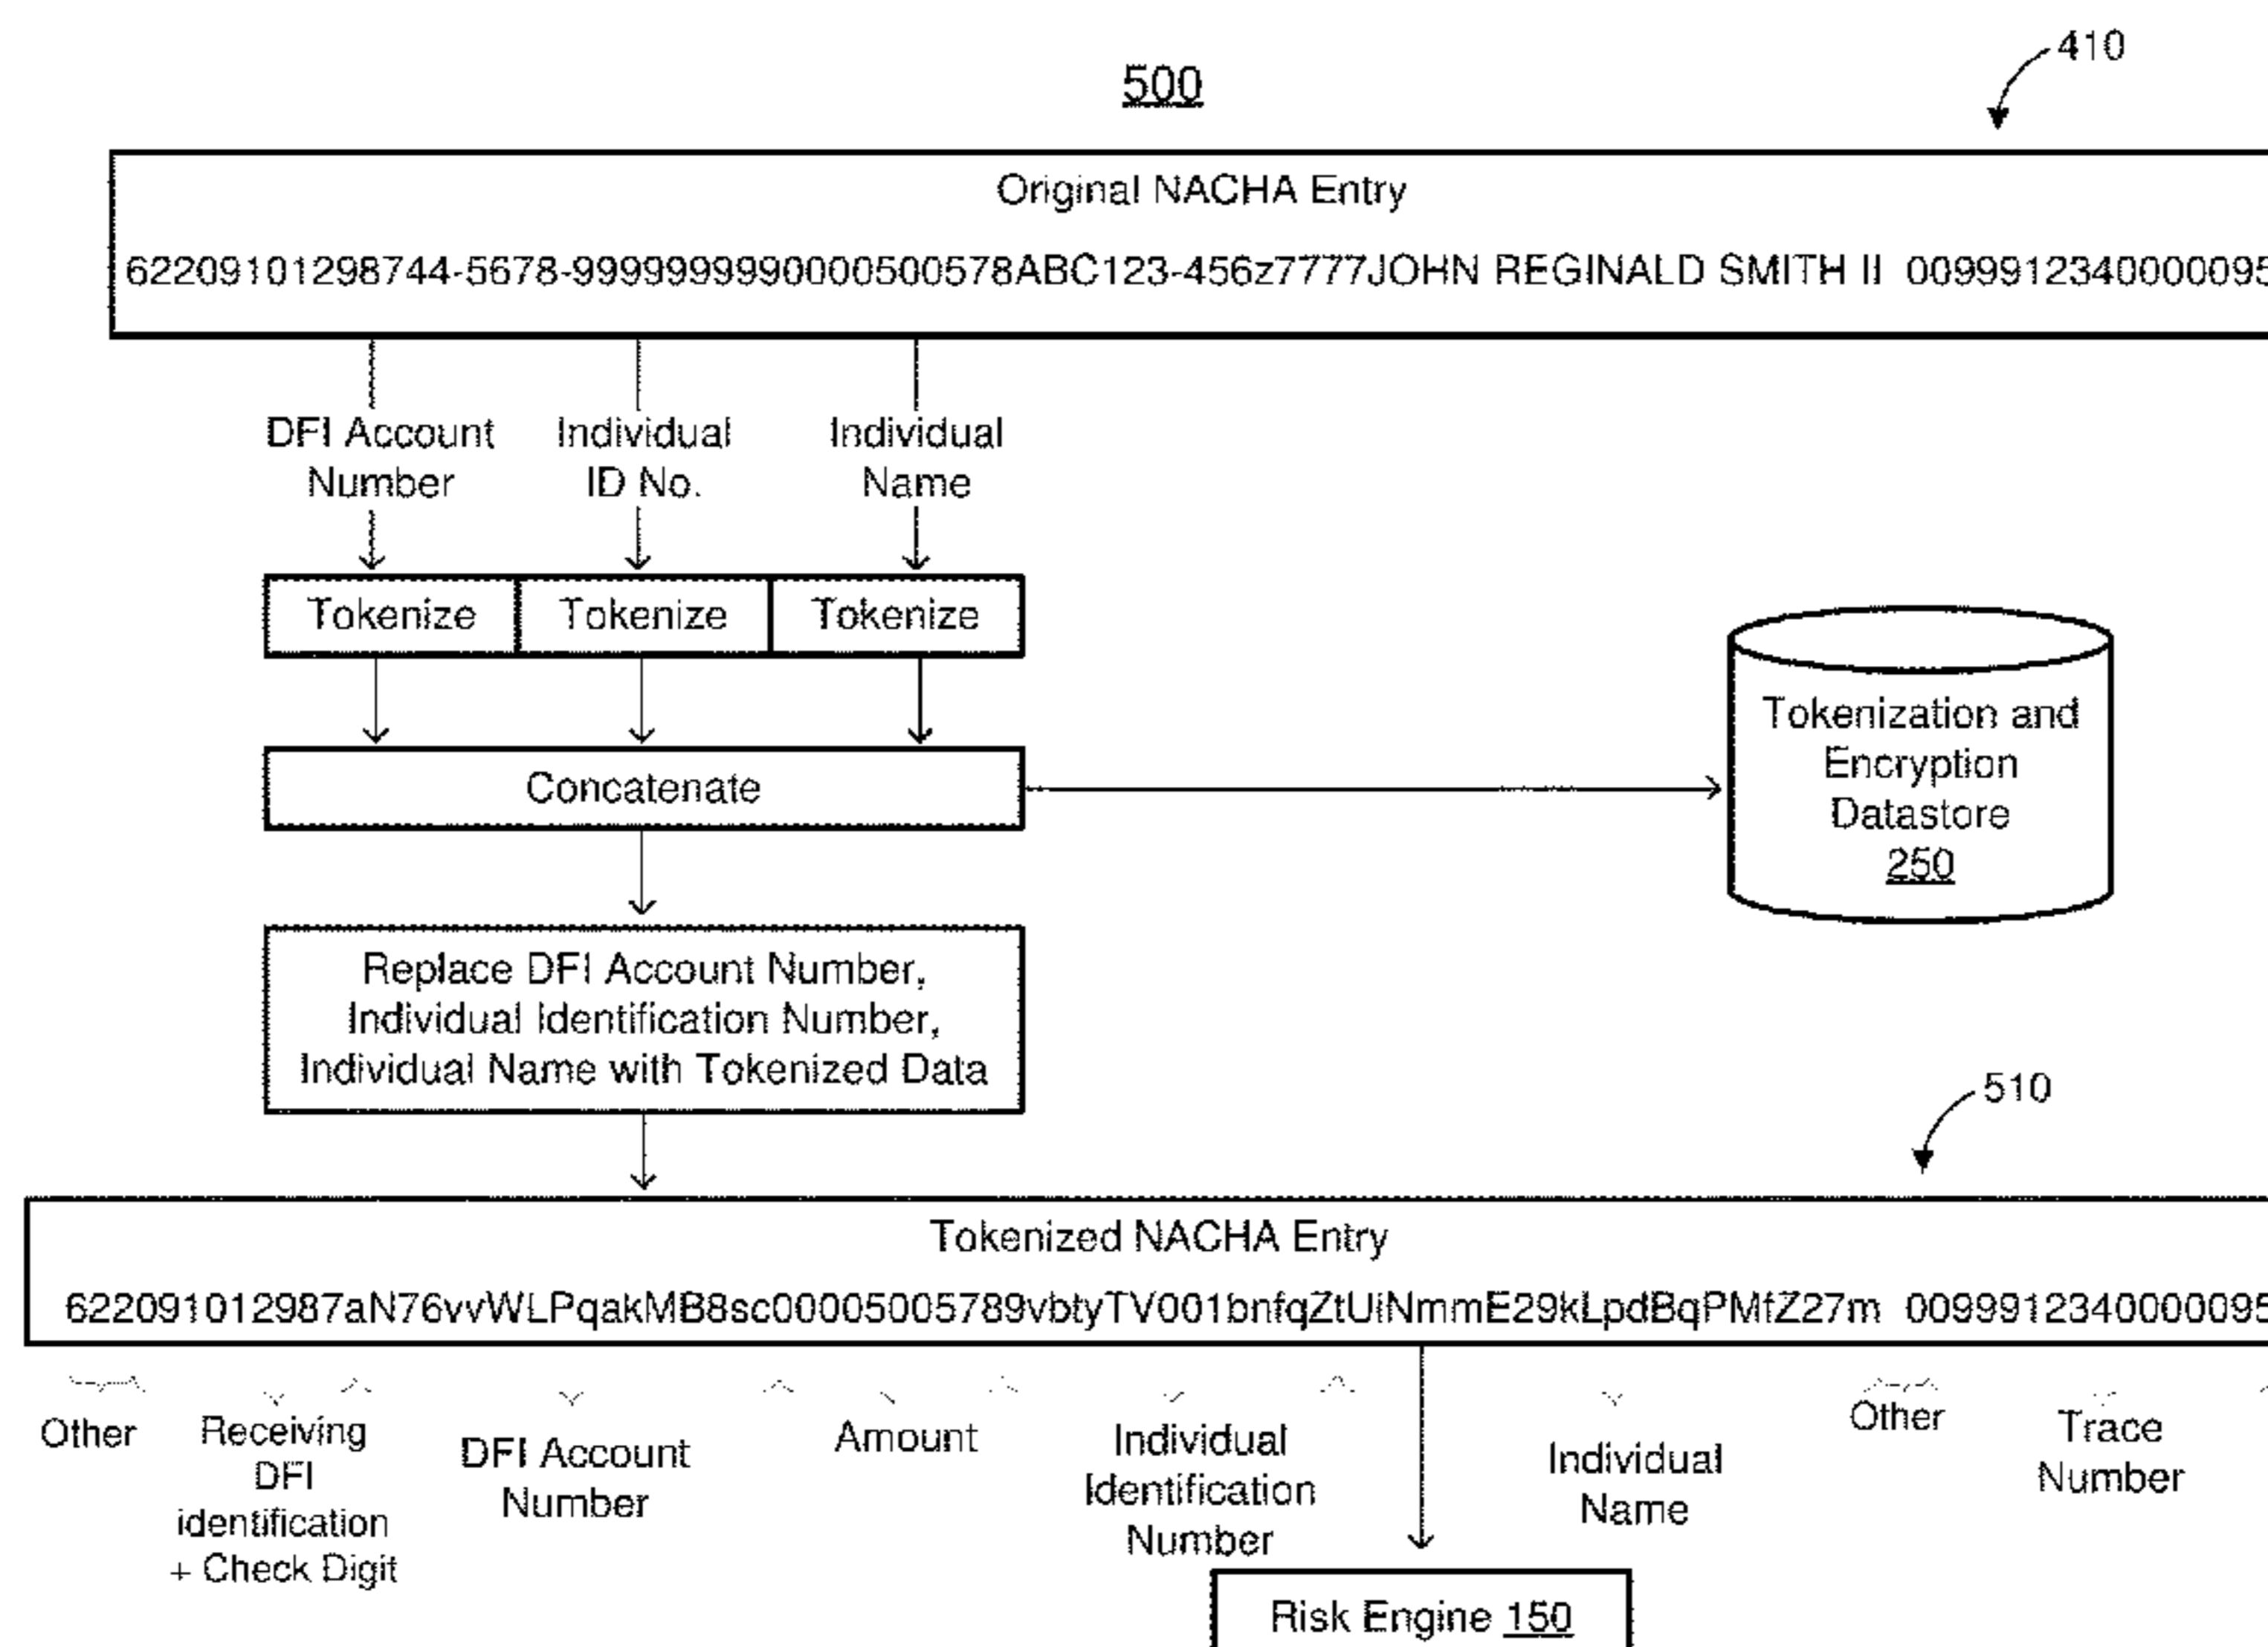 500
410
Original NACHA Entry
62209101298744-5678-9999999990000500578ABC123-456z7777JOHN REGINALD SMITH II 0099912340000095
DFI Account
Number
Individual
ID No.
Individual
Name
Tokenize
Tokenize
Tokenize
Concatenate
Tokenization and
Encryption
Datastore
250
Replace DFI Account Number,
Individual Identification Number,
Individual Name with Tokenized Data
510
Tokenized NACHA Entry
622091012987aN76vvWLPqakMB8sc00005005789vbtyTV001bnfqZtUiNmmE29kLpdBqPMfZ27m 0099912340000095
Other
Receiving
DFI
identification
+ Check Digit
DFI Account
Number
Amount
Individual
Identification
Number
Individual
Name
Other
Trace
Number
Risk Engine 150